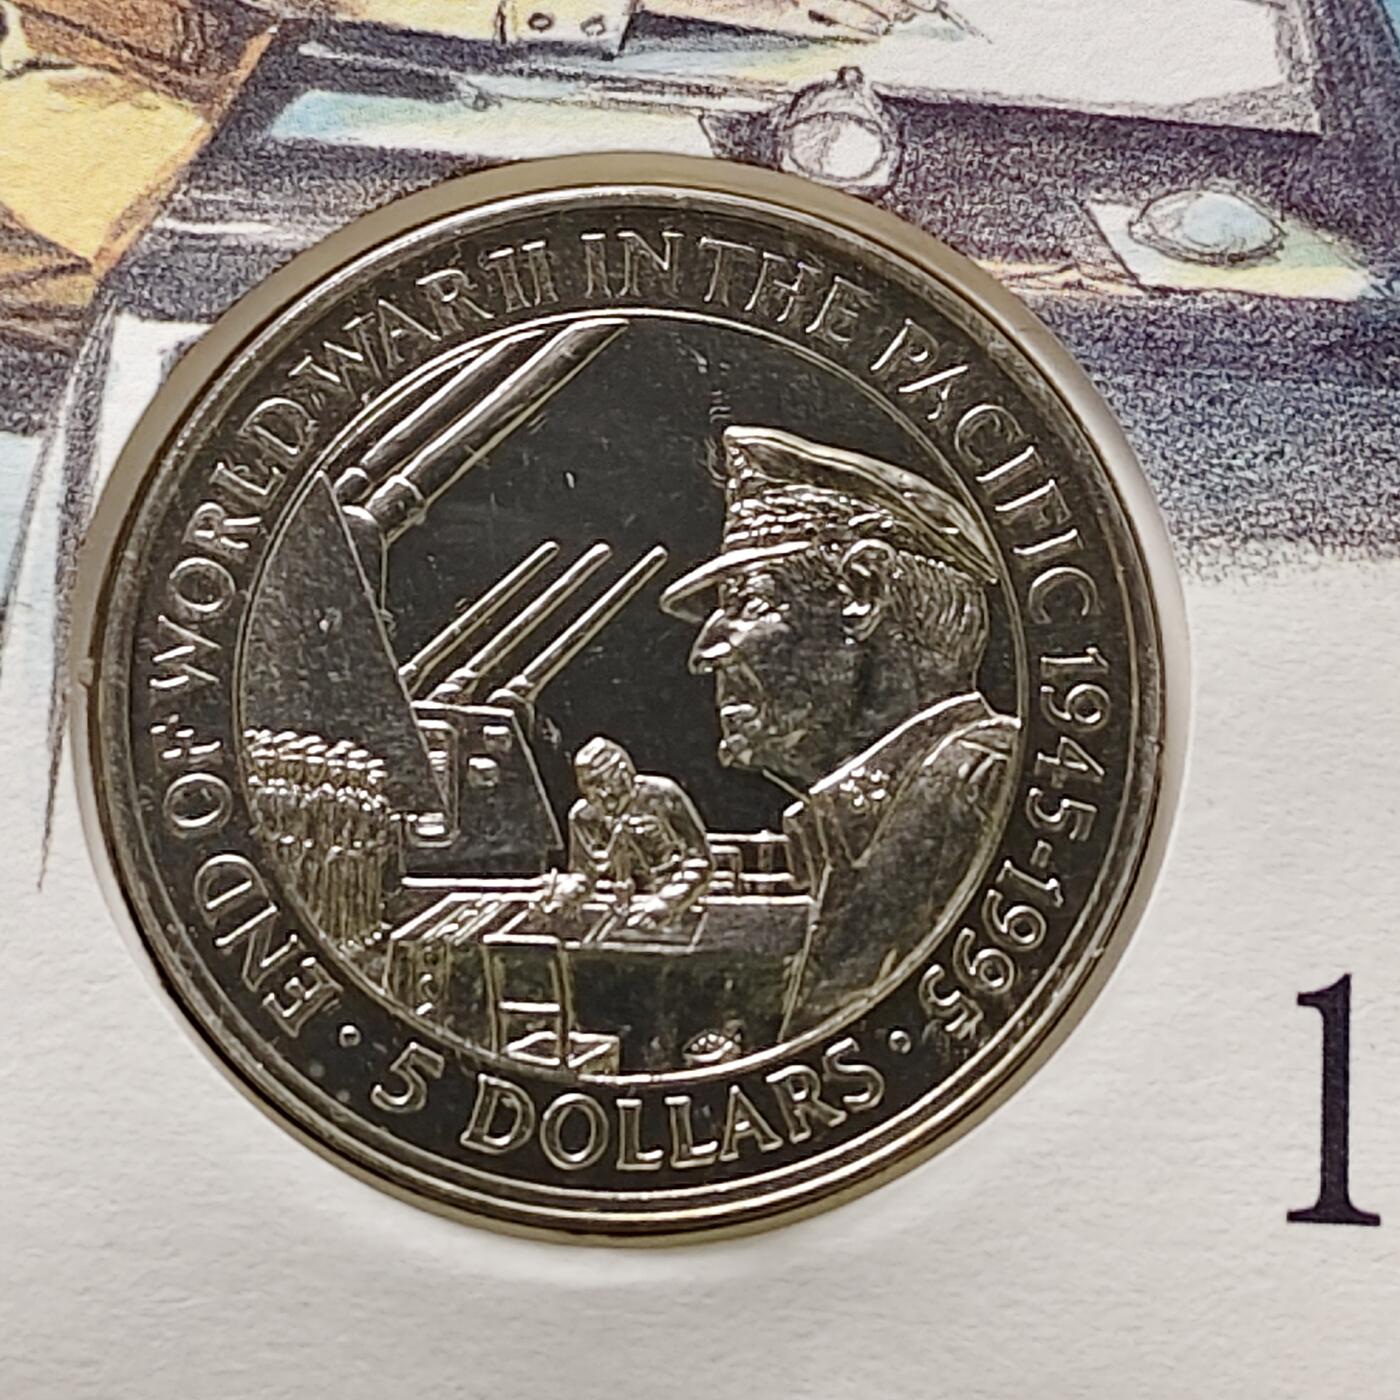 END OF WORLD WAR II IN THE PACIFIC 1945-1995
· 5 DOLLARS ·
1